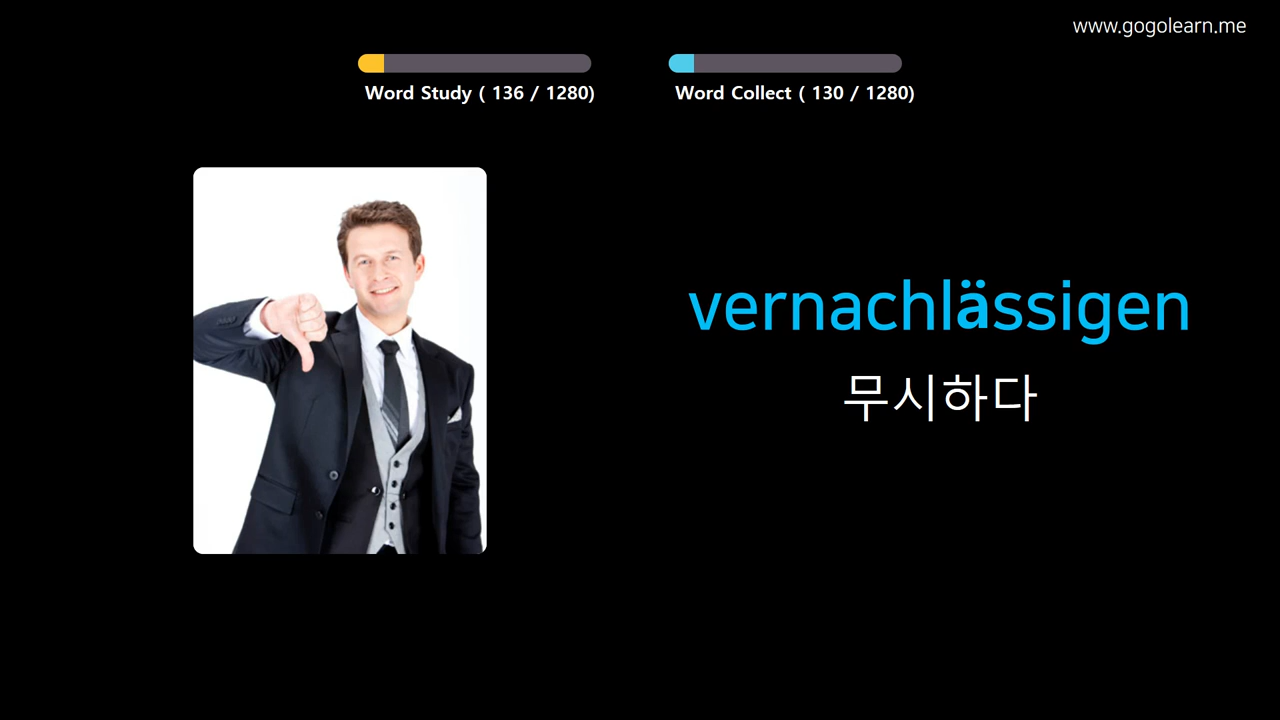 www.gogolearn.me
Word Study ( 136 / 1280)
Word Collect ( 130 / 1280)
vernachlässigen
무시하다